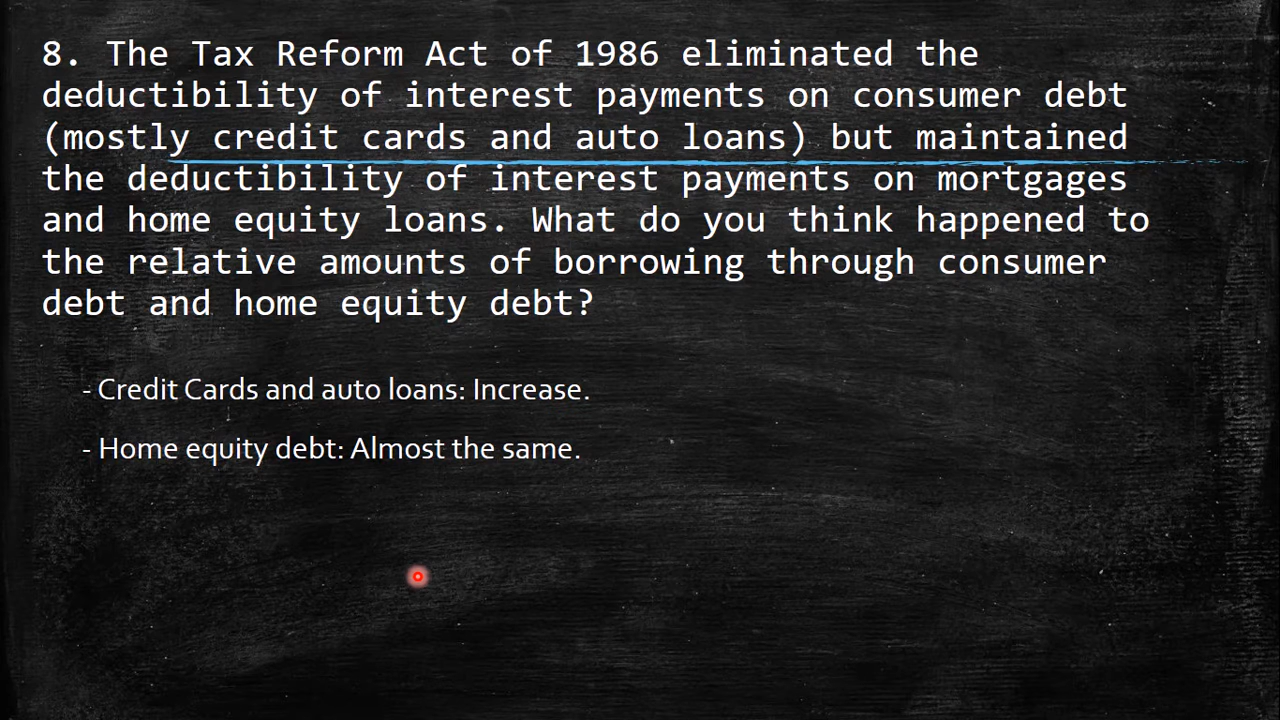 8. The Tax Reform Act of 1986 eliminated the
deductibility of interest payments on consumer debt
(mostly credit cards and auto loans) but maintained
the deductibility of interest payments on mortgages
and home equity loans. What do you think happened to
the relative amounts of borrowing through consumer
debt and home equity debt?
- Credit Cards and auto loans: Increase.
- Home equity debt: Almost the same.